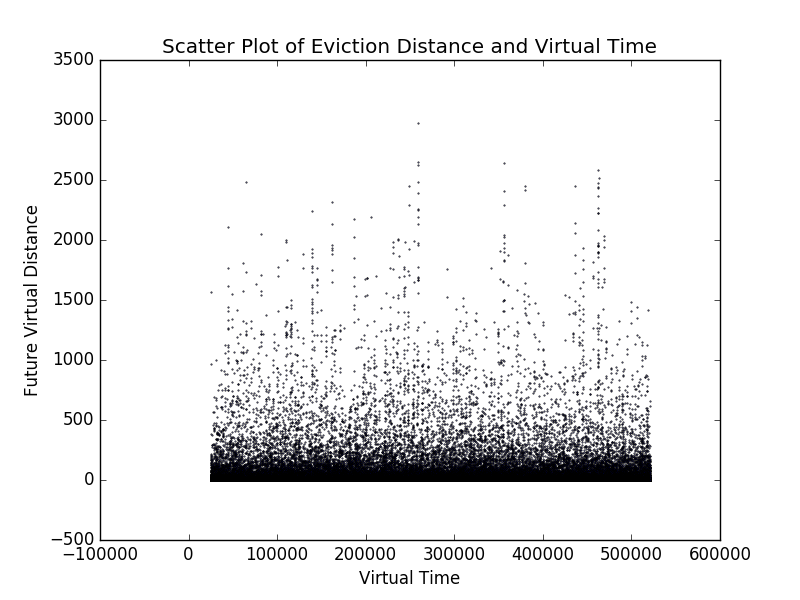 Scatter Plot of Eviction Distance and Virtual Time
3500
3000
2500
2000
1500
1000
500
0
−500
Future Virtual Distance
−100000 0 100000 200000 300000 400000 500000 600000
Virtual Time